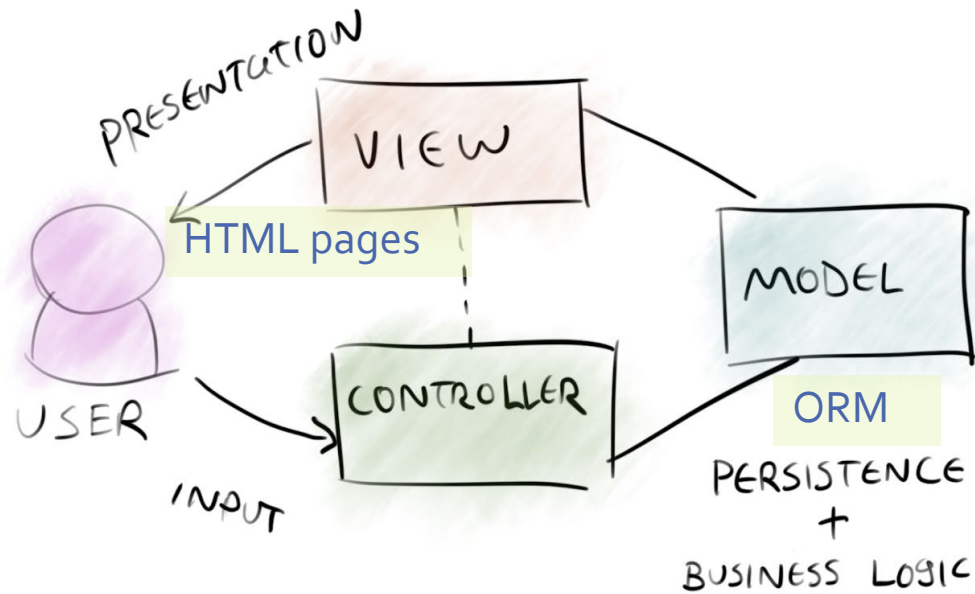 PRESENTATION
VIEW
HTML pages
MODEL
CONTROLLER
USER
ORM
INPUT
PERSISTENCE
+
BUSINESS LOGIC